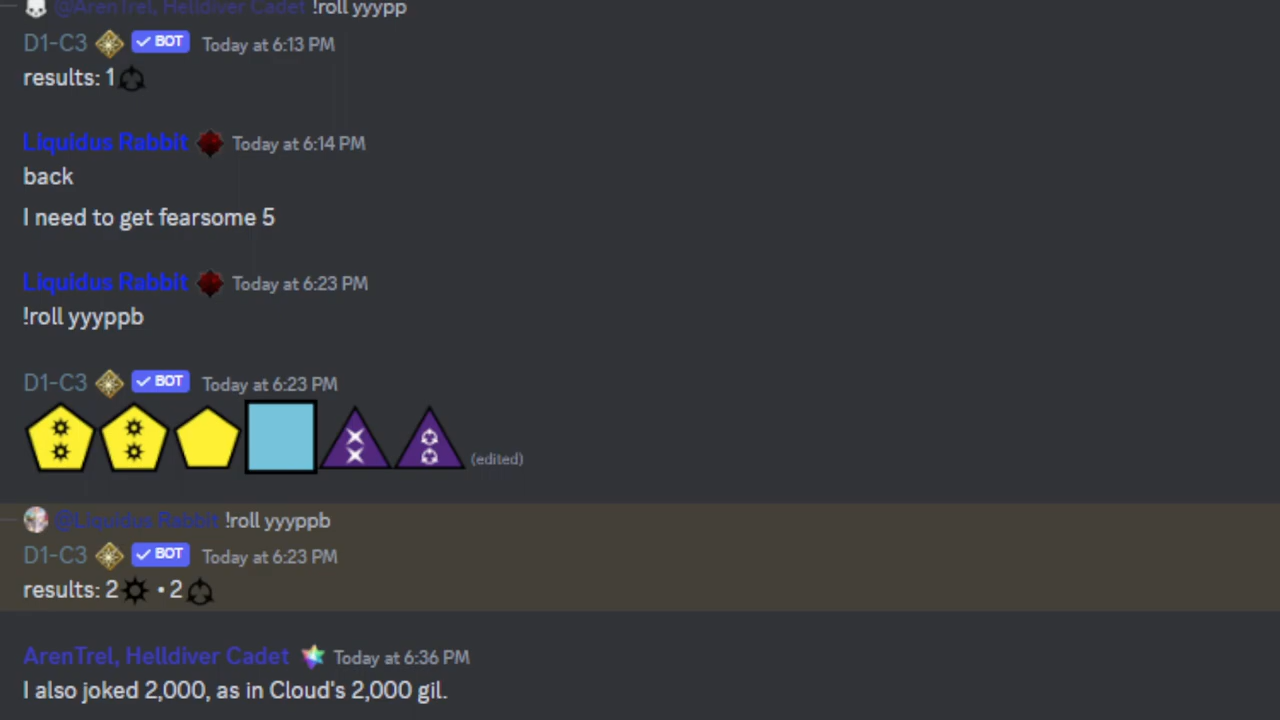 @ArenTrel, Helldiver Cadet !roll yyypp
D1-C3 BOT Today at 6:13 PM
results: 1
Liquidus Rabbit Today at 6:14 PM
back
I need to get fearsome 5
Liquidus Rabbit Today at 6:23 PM
!roll yyyppb
D1-C3 BOT Today at 6:23 PM
(edited)
@Liquidus Rabbit !roll yyyppb
D1-C3 BOT Today at 6:23 PM
results: 2 • 2
ArenTrel, Helldiver Cadet Today at 6:36 PM
I also joked 2,000, as in Cloud's 2,000 gil.